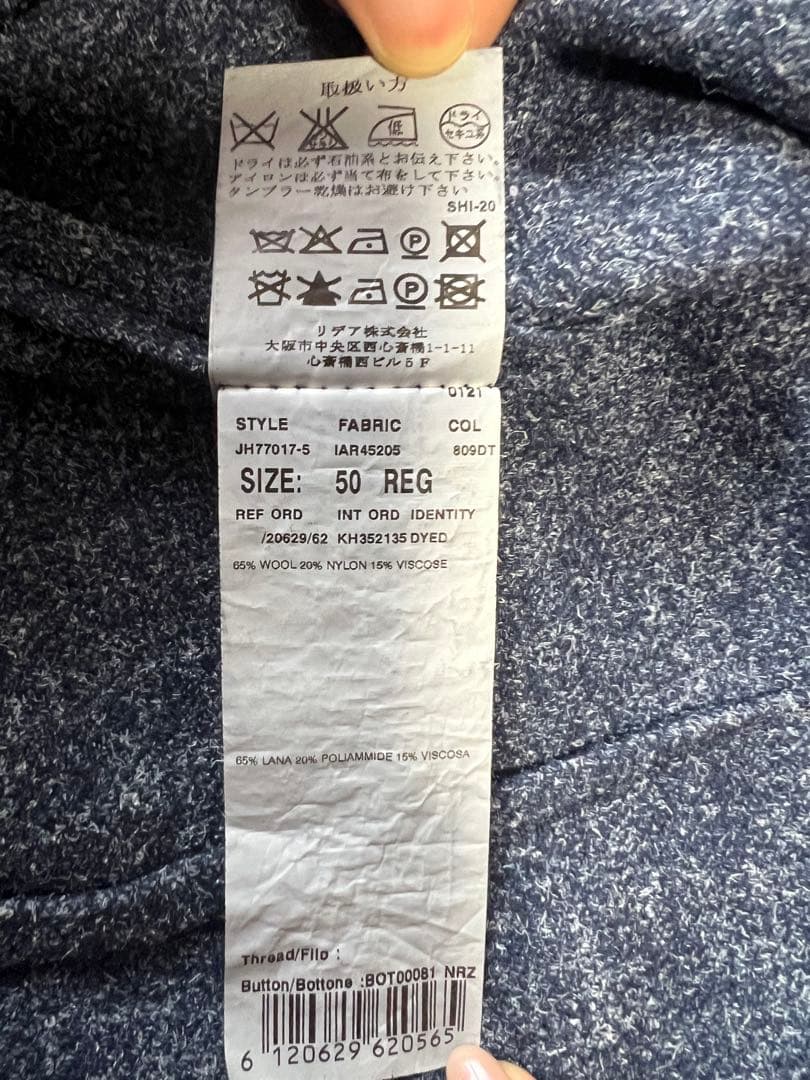 取扱い方
低
ドライ
セキユ系
ドライは必ず石油系とお伝え下さい。
アイロンは必ず当て布をして下さい。
タンブラー乾燥はお避け下さい
SHI-20
P
P
リデア株式会社
大阪市中央区西心斎橋1-1-11
心斎橋西ビル5F
0121
STYLE FABRIC COL
JH77017-5 IAR45205 809DT
SIZE: 50 REG
REF ORD INT ORD IDENTITY
/20629/62 KH352135 DYED
65% WOOL 20% NYLON 15% VISCOSE
65% LANA 20% POLIAMMIDE 15% VISCOSA
Thread/Filo :
Button/Bottone :BOT00081 NRZ
6 120629 620565